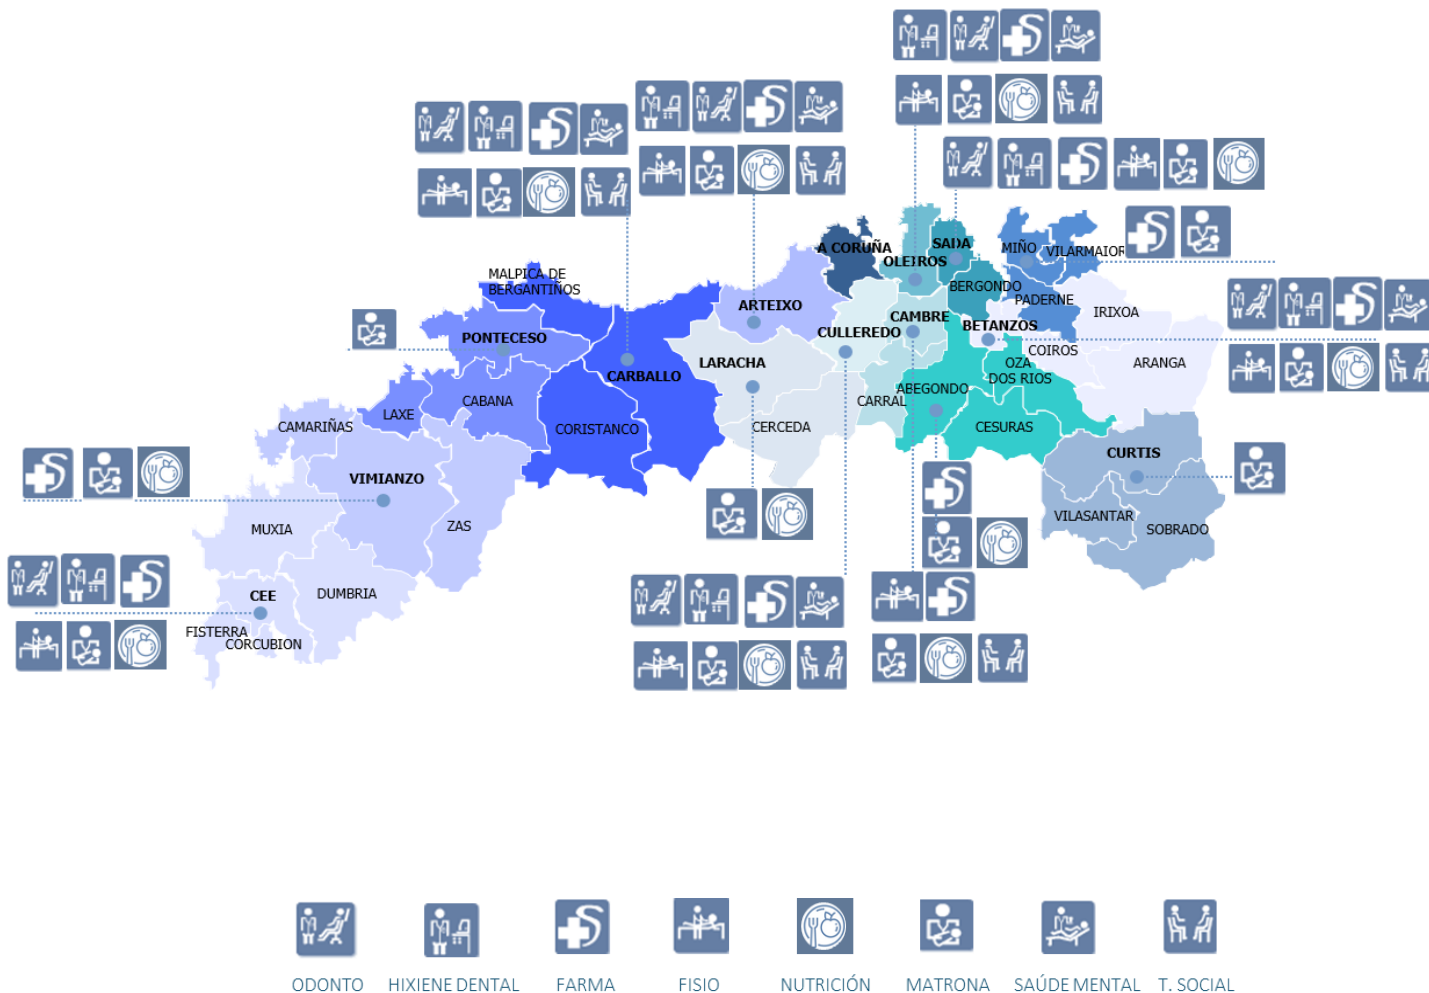 A CORUÑA
SADA
OLEIROS
MIÑO
VILARMAIOR
MALPICA DE
BERGANTIÑOS
BERGONDO
PADERNE
ARTEIXO
IRIXOA
CAMBRE
BETANZOS
PONTECESO
CULLEREDO
COIROS
LARACHA
OZA
DOS RIOS
ARANGA
CARBALLO
ABEGONDO
CABANA
CARRAL
LAXE
CAMARIÑAS
CORISTANCO
CERCEDA
CESURAS
CURTIS
VIMIANZO
VILASANTAR
MUXIA
ZAS
SOBRADO
CEE
DUMBRIA
FISTERRA
CORCUBION
ODONTO HIXIENE DENTAL FARMA FISIO NUTRICIÓN MATRONA SAÚDE MENTAL T. SOCIAL